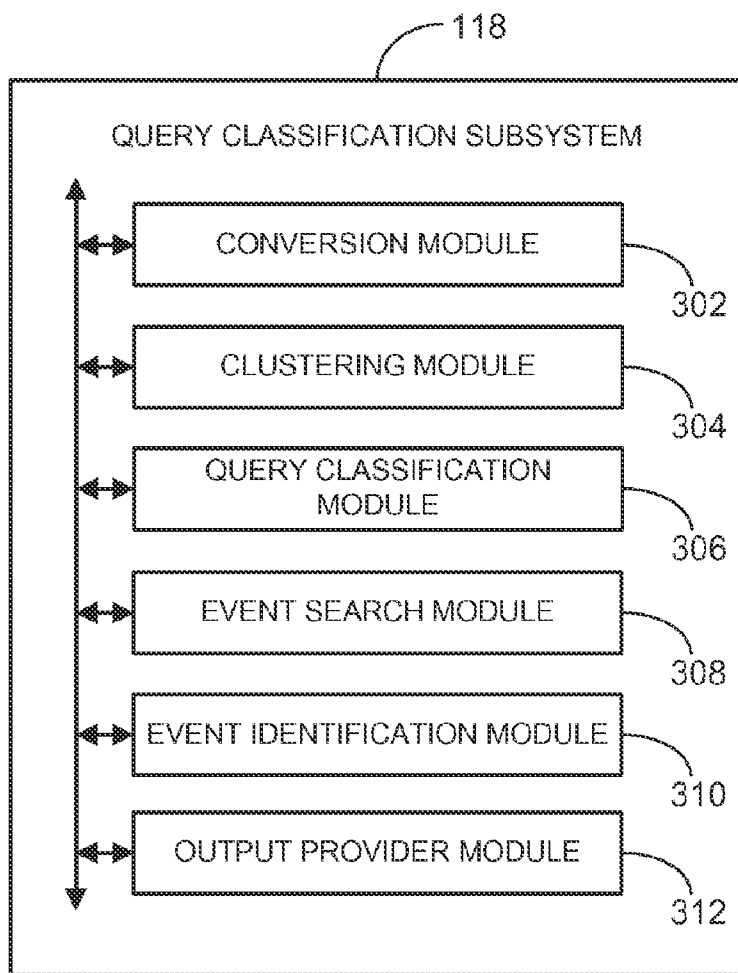 118
QUERY CLASSIFICATION SUBSYSTEM
CONVERSION MODULE
302
CLUSTERING MODULE
304
QUERY CLASSIFICATION
MODULE
306
EVENT SEARCH MODULE
308
EVENT IDENTIFICATION MODULE
310
OUTPUT PROVIDER MODULE
312